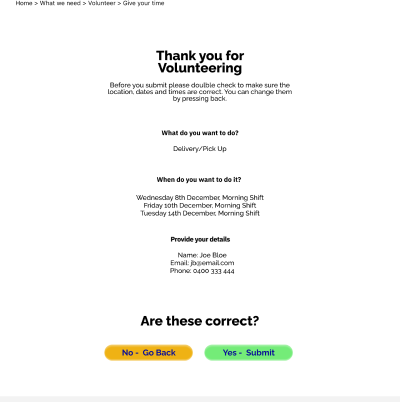 Home > What we need > Volunteer > Give your time
Thank you for
Volunteering
Before you submit please double check to make sure the
location, dates and times are correct. You can change them
by pressing back.
What do you want to do?
Delivery/Pick Up
When do you want to do it?
Wednesday 8th December, Morning Shift
Friday 10th December, Morning Shift
Tuesday 14th December, Morning Shift
Provide your details
Name: Joe Bloe
Email: jb@email.com
Phone: 0400 333 444
Are these correct?
No - Go Back
Yes - Submit